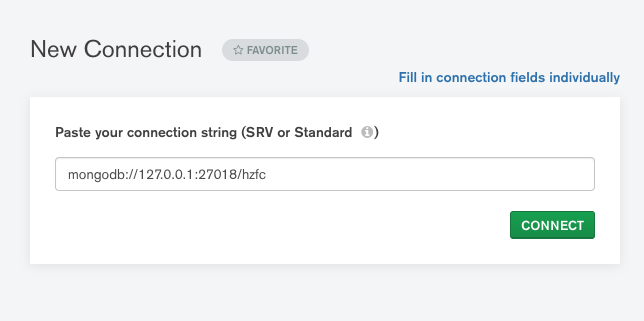 New Connection
FAVORITE
Fill in connection fields individually
Paste your connection string (SRV or Standard i)
mongodb://127.0.0.1:27018/hzfc
CONNECT